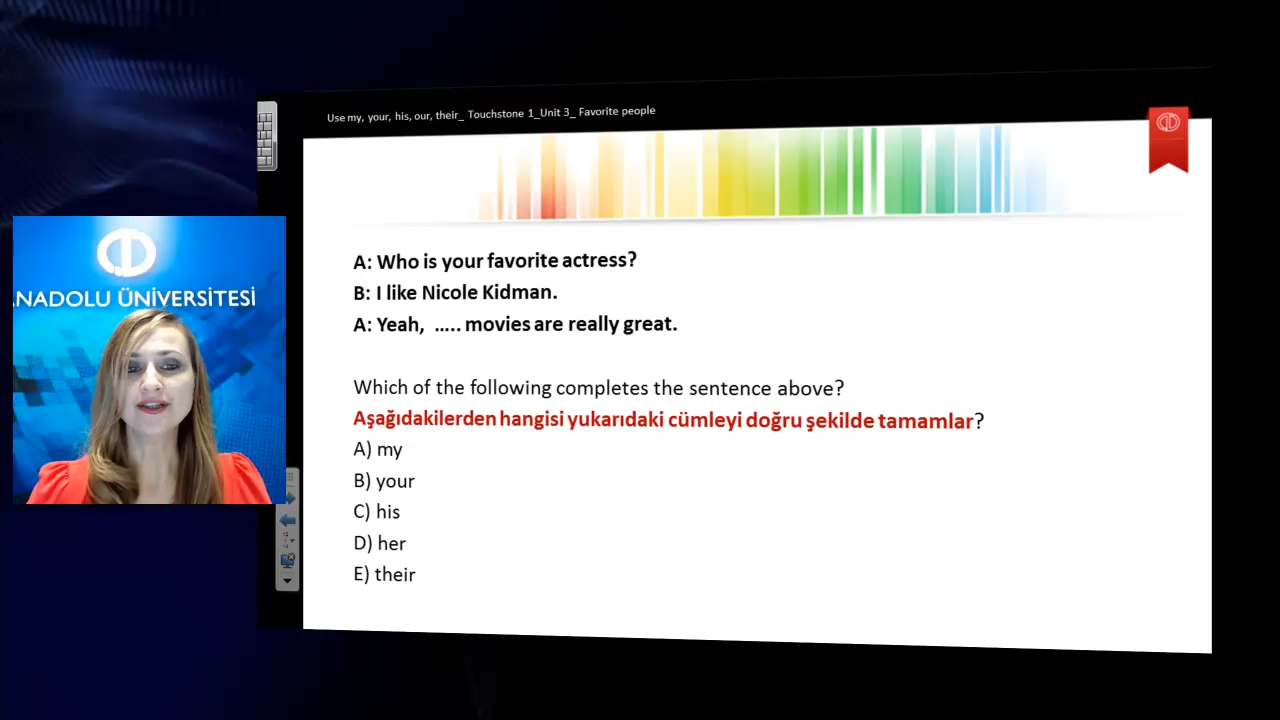 Use my, your, his, our, their_ Touchstone 1_Unit 3_ Favorite people
A: Who is your favorite actress?
B: I like Nicole Kidman.
A: Yeah, ..... movies are really great.
Which of the following completes the sentence above?
Aşağıdakilerden hangisi yukarıdaki cümleyi doğru şekilde tamamlar?
A) my
B) your
C) his
D) her
E) their
ANADOLU ÜNİVERSİTESİ